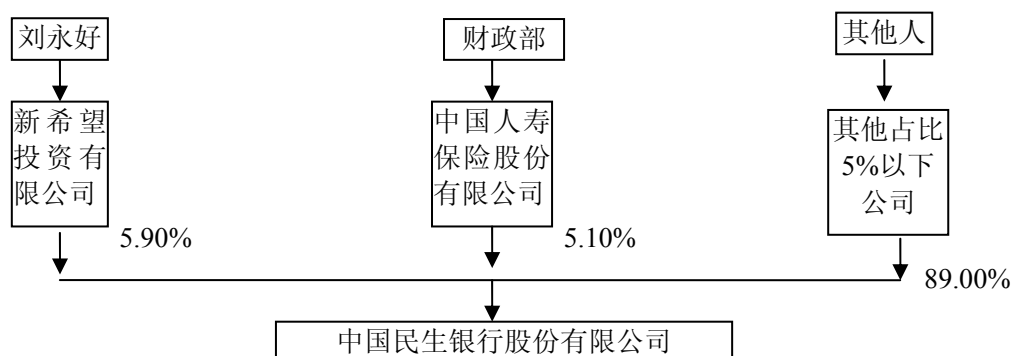 刘永好
财政部
其他人
新希望
投资有
限公司
中国人寿
保险股份
有限公司
其他占比
5%以下
公司
5.90%
5.10%
89.00%
中国民生银行股份有限公司